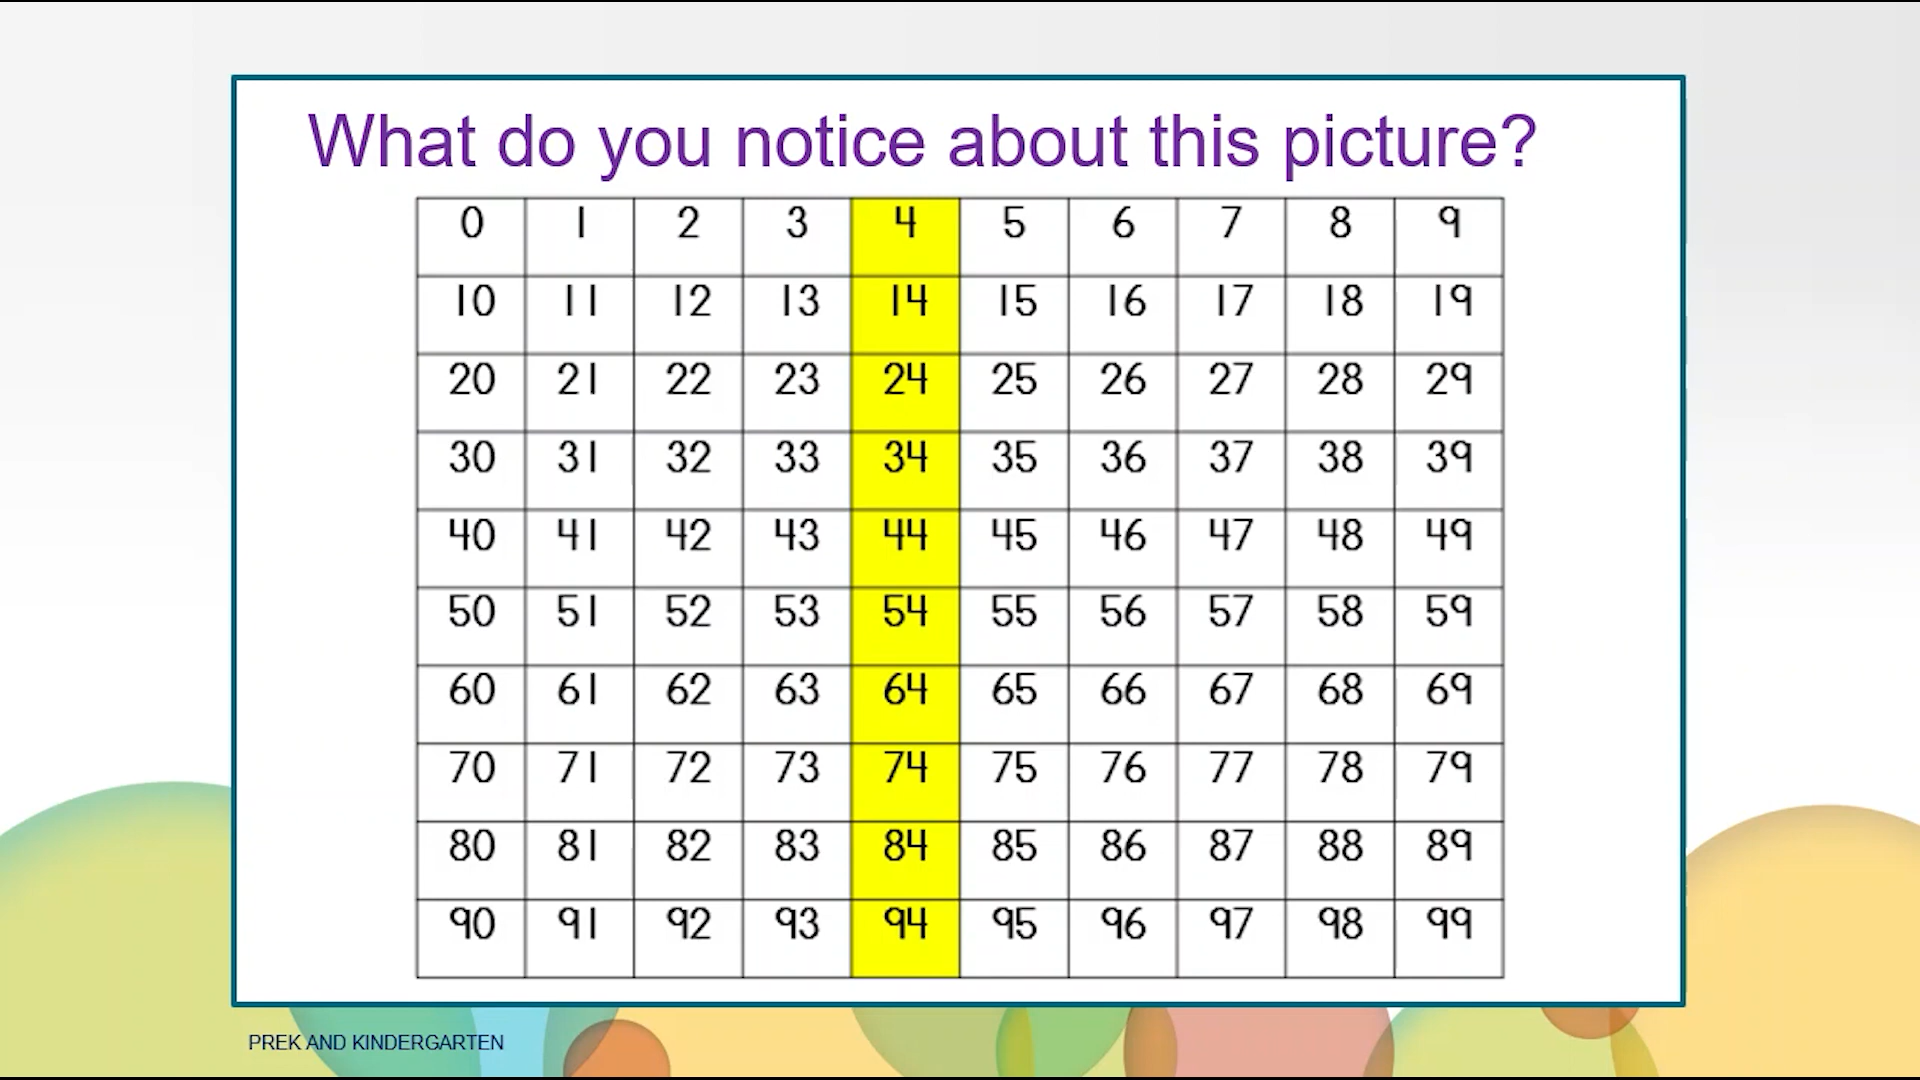 What do you notice about this picture?
0 1 2 3 4 5 6 7 8 9
10 11 12 13 14 15 16 17 18 19
20 21 22 23 24 25 26 27 28 29
30 31 32 33 34 35 36 37 38 39
40 41 42 43 44 45 46 47 48 49
50 51 52 53 54 55 56 57 58 59
60 61 62 63 64 65 66 67 68 69
70 71 72 73 74 75 76 77 78 79
80 81 82 83 84 85 86 87 88 89
90 91 92 93 94 95 96 97 98 99
PREK AND KINDERGARTEN